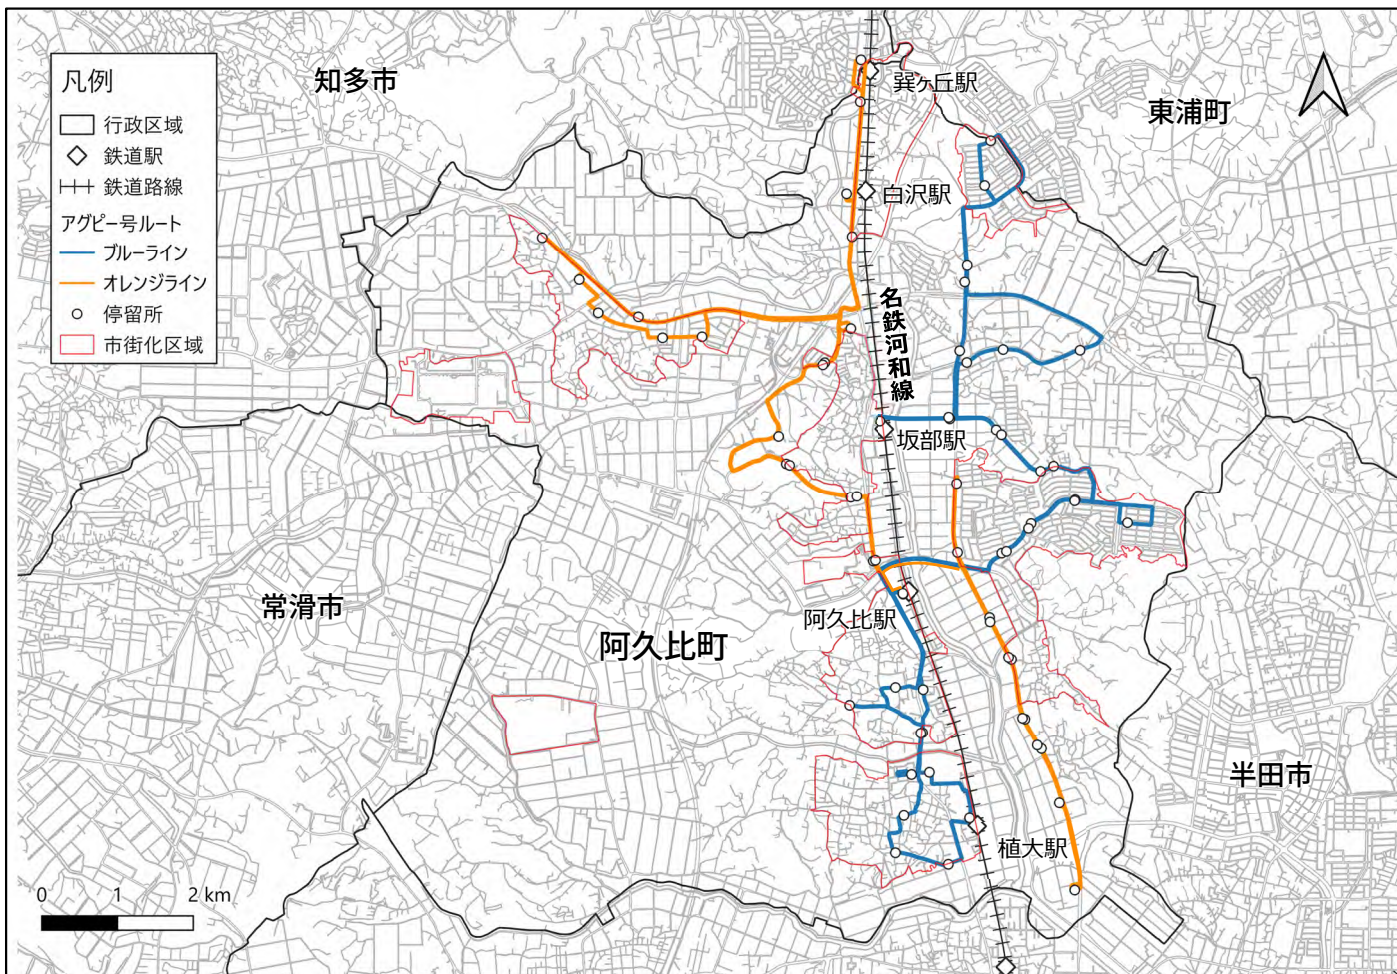 凡例
行政区域
鉄道駅
鉄道路線
アグピー号ルート
ブルーライン
オレンジライン
停留所
市街化区域
知多市
巽ヶ丘駅
東浦町
白沢駅
名鉄河和線
坂部駅
常滑市
阿久比町
阿久比駅
半田市
植大駅
0 1 2 km